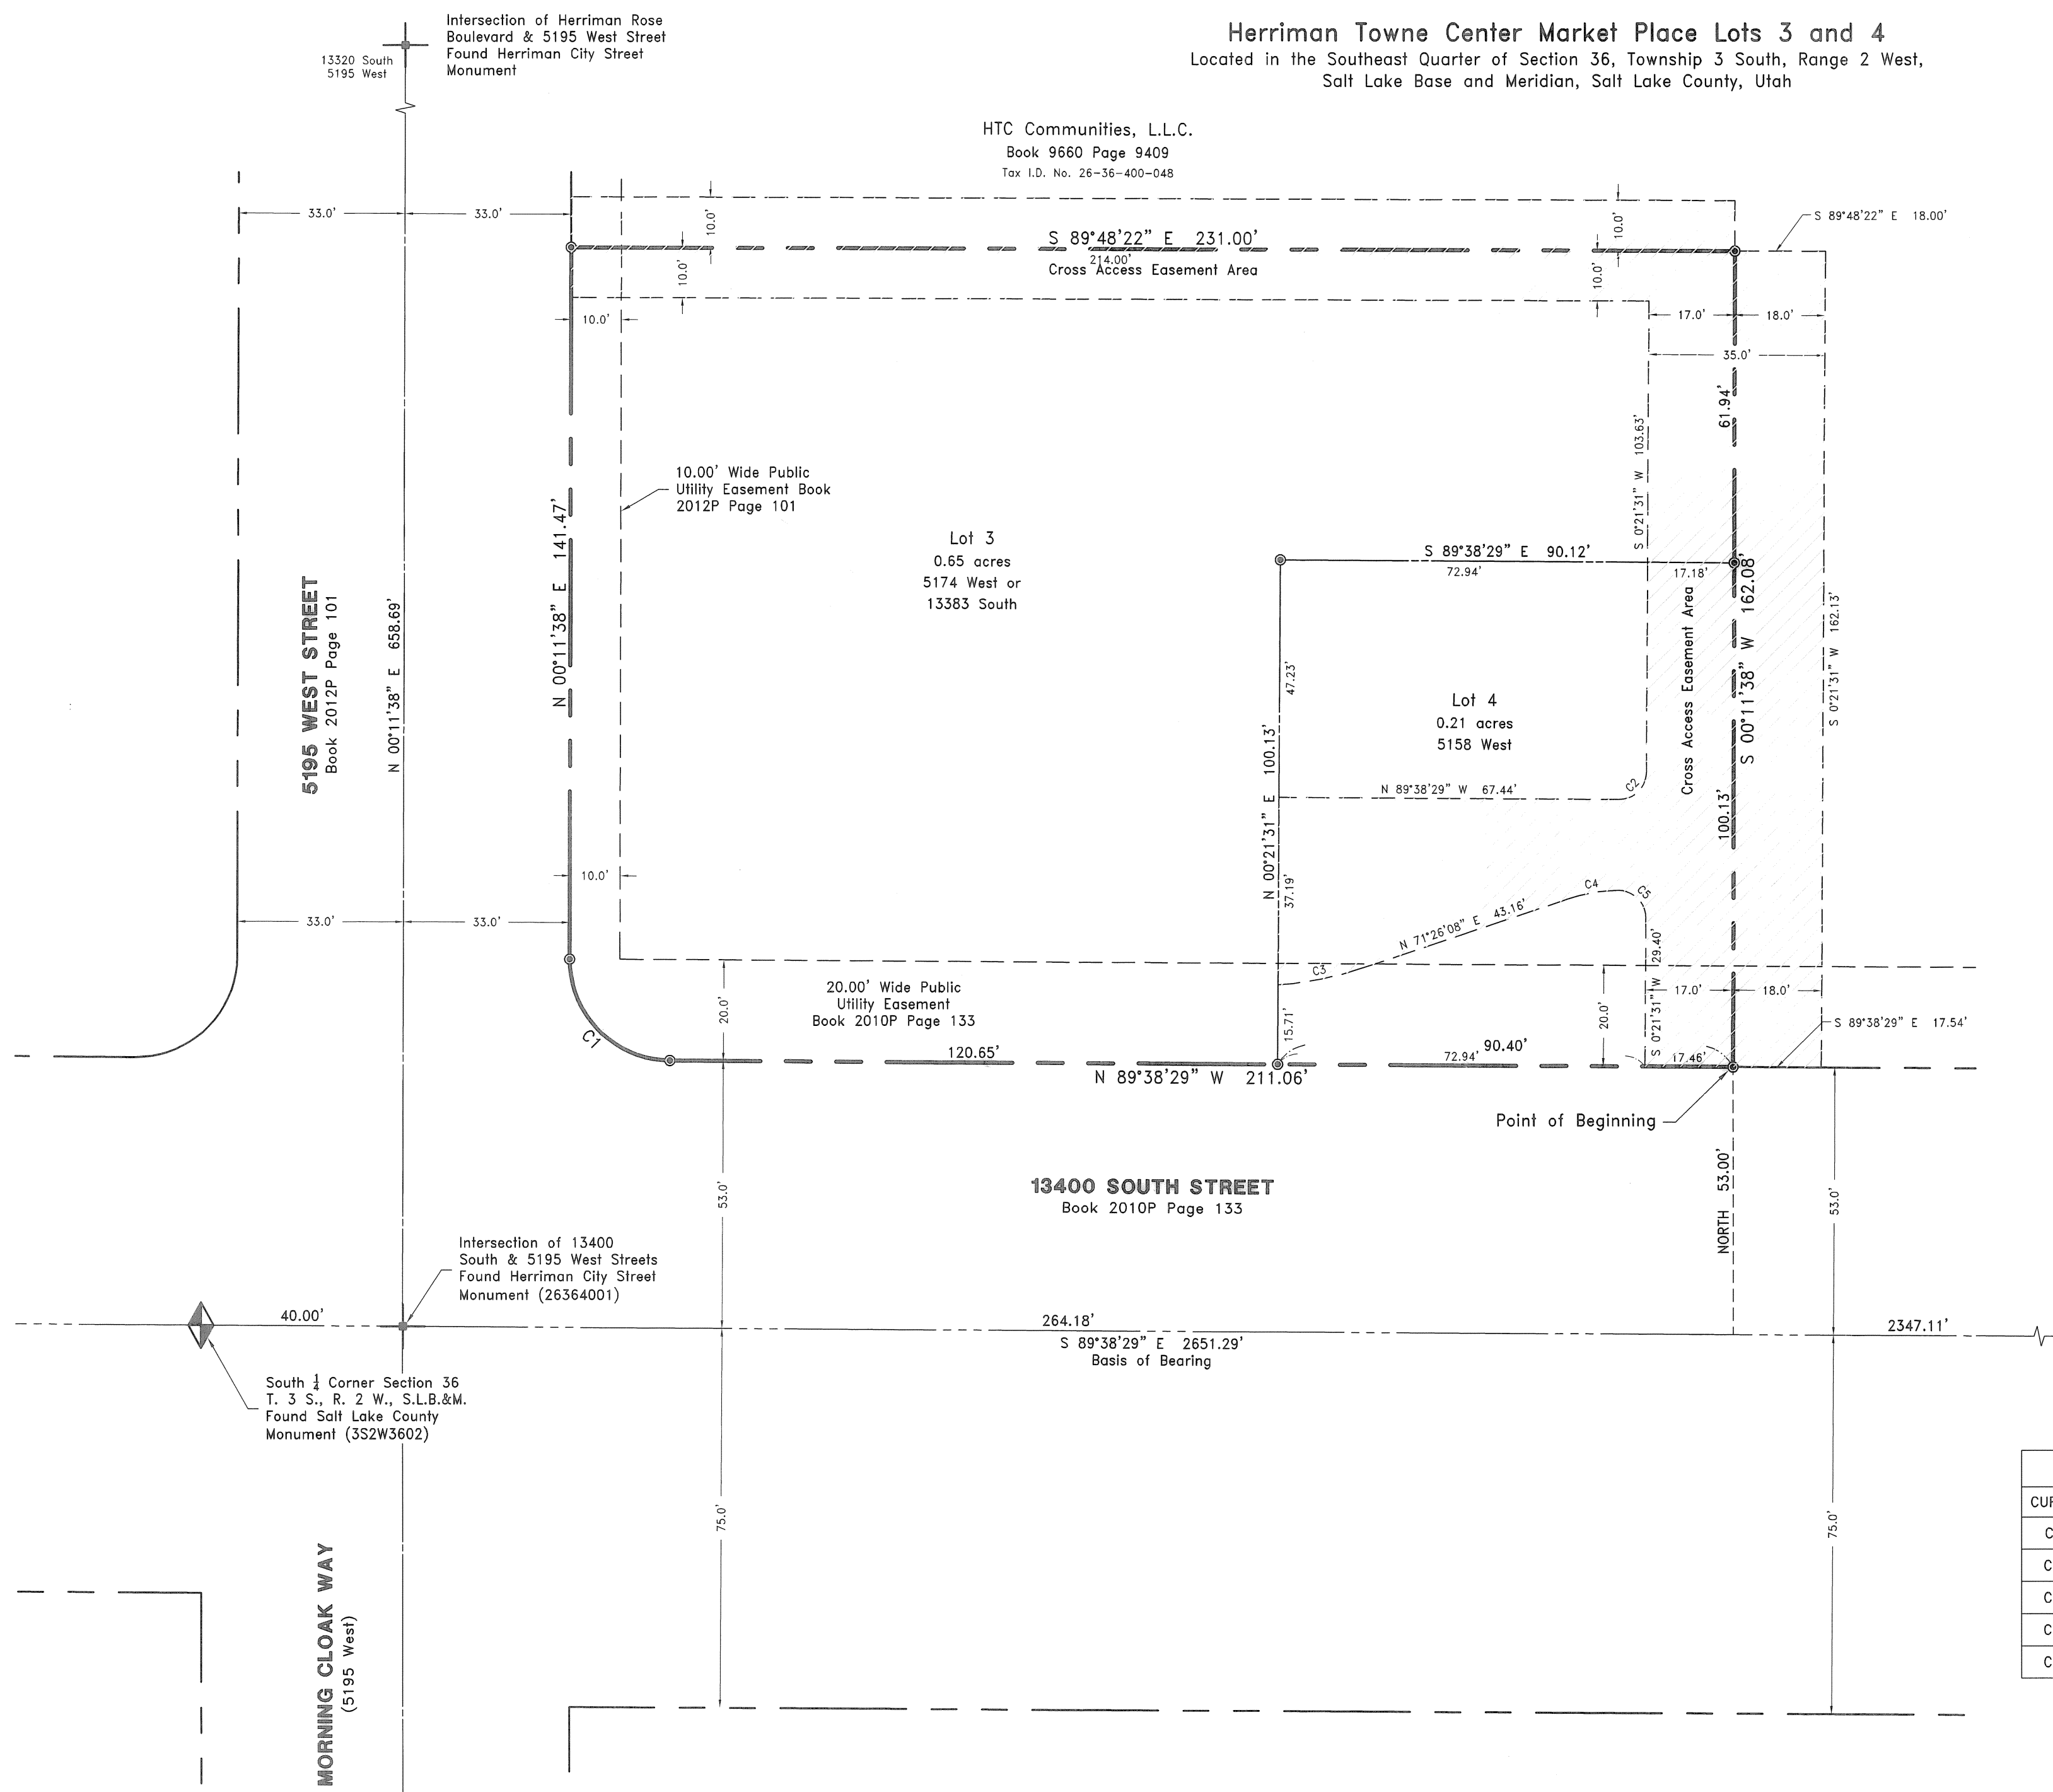 Herriman Towne Center Market Place Lots 3 and 4
Located in the Southeast Quarter of Section 36, Township 3 South, Range 2 West,
Salt Lake Base and Meridian, Salt Lake County, Utah
Intersection of Herriman Rose
Boulevard & 5195 West Street
Found Herriman City Street
Monument
13320 South
5195 West
HTC Communities, L.L.C.
Book 9660 Page 9409
Tax I.D. No. 26-36-400-048
33.0'
33.0'
10.0'
10.0'
S 89°48'22" E 18.00'
S 89°48'22" E 231.00'
214.00'
Cross Access Easement Area
10.0'
10.0'
10.0'
17.0'
18.0'
35.0'
61.94'
S 0°21'31" W 103.63'
10.00' Wide Public
Utility Easement Book
2012P Page 101
N 00°11'38" E 141.47'
Lot 3
0.65 acres
5174 West or
13383 South
S 89°38'29" E 90.12'
72.94'
17.18'
5195 WEST STREET
Book 2012P Page 101
N 00°11'38" E 658.69'
Cross Access Easement Area
S 00°11'38" W 162.08'
S 0°21'31" W 162.13'
47.23'
Lot 4
0.21 acres
5158 West
N 00°21'31" E 100.13'
N 89°38'29" W 67.44'
C2
100.13'
10.0'
37.19'
C4
C5
N 71°26'08" E 43.16'
33.0'
33.0'
C3
S 0°21'31" W 29.40'
20.00' Wide Public
Utility Easement
Book 2010P Page 133
20.0'
15.71'
20.0'
17.0'
18.0'
S 89°38'29" E 17.54'
C1
120.65'
90.40'
72.94'
17.46'
N 89°38'29" W 211.06'
Point of Beginning
13400 SOUTH STREET
Book 2010P Page 133
53.0'
NORTH 53.00'
53.0'
Intersection of 13400
South & 5195 West Streets
Found Herriman City Street
Monument (26364001)
40.00'
264.18'
2347.11'
S 89°38'29" E 2651.29'
Basis of Bearing
South 1/4 Corner Section 36
T. 3 S., R. 2 W., S.L.B.&M.
Found Salt Lake County
Monument (3S2W3602)
75.0'
75.0'
MORNING CLOAK WAY
(5195 West)
C
C
C
C
C